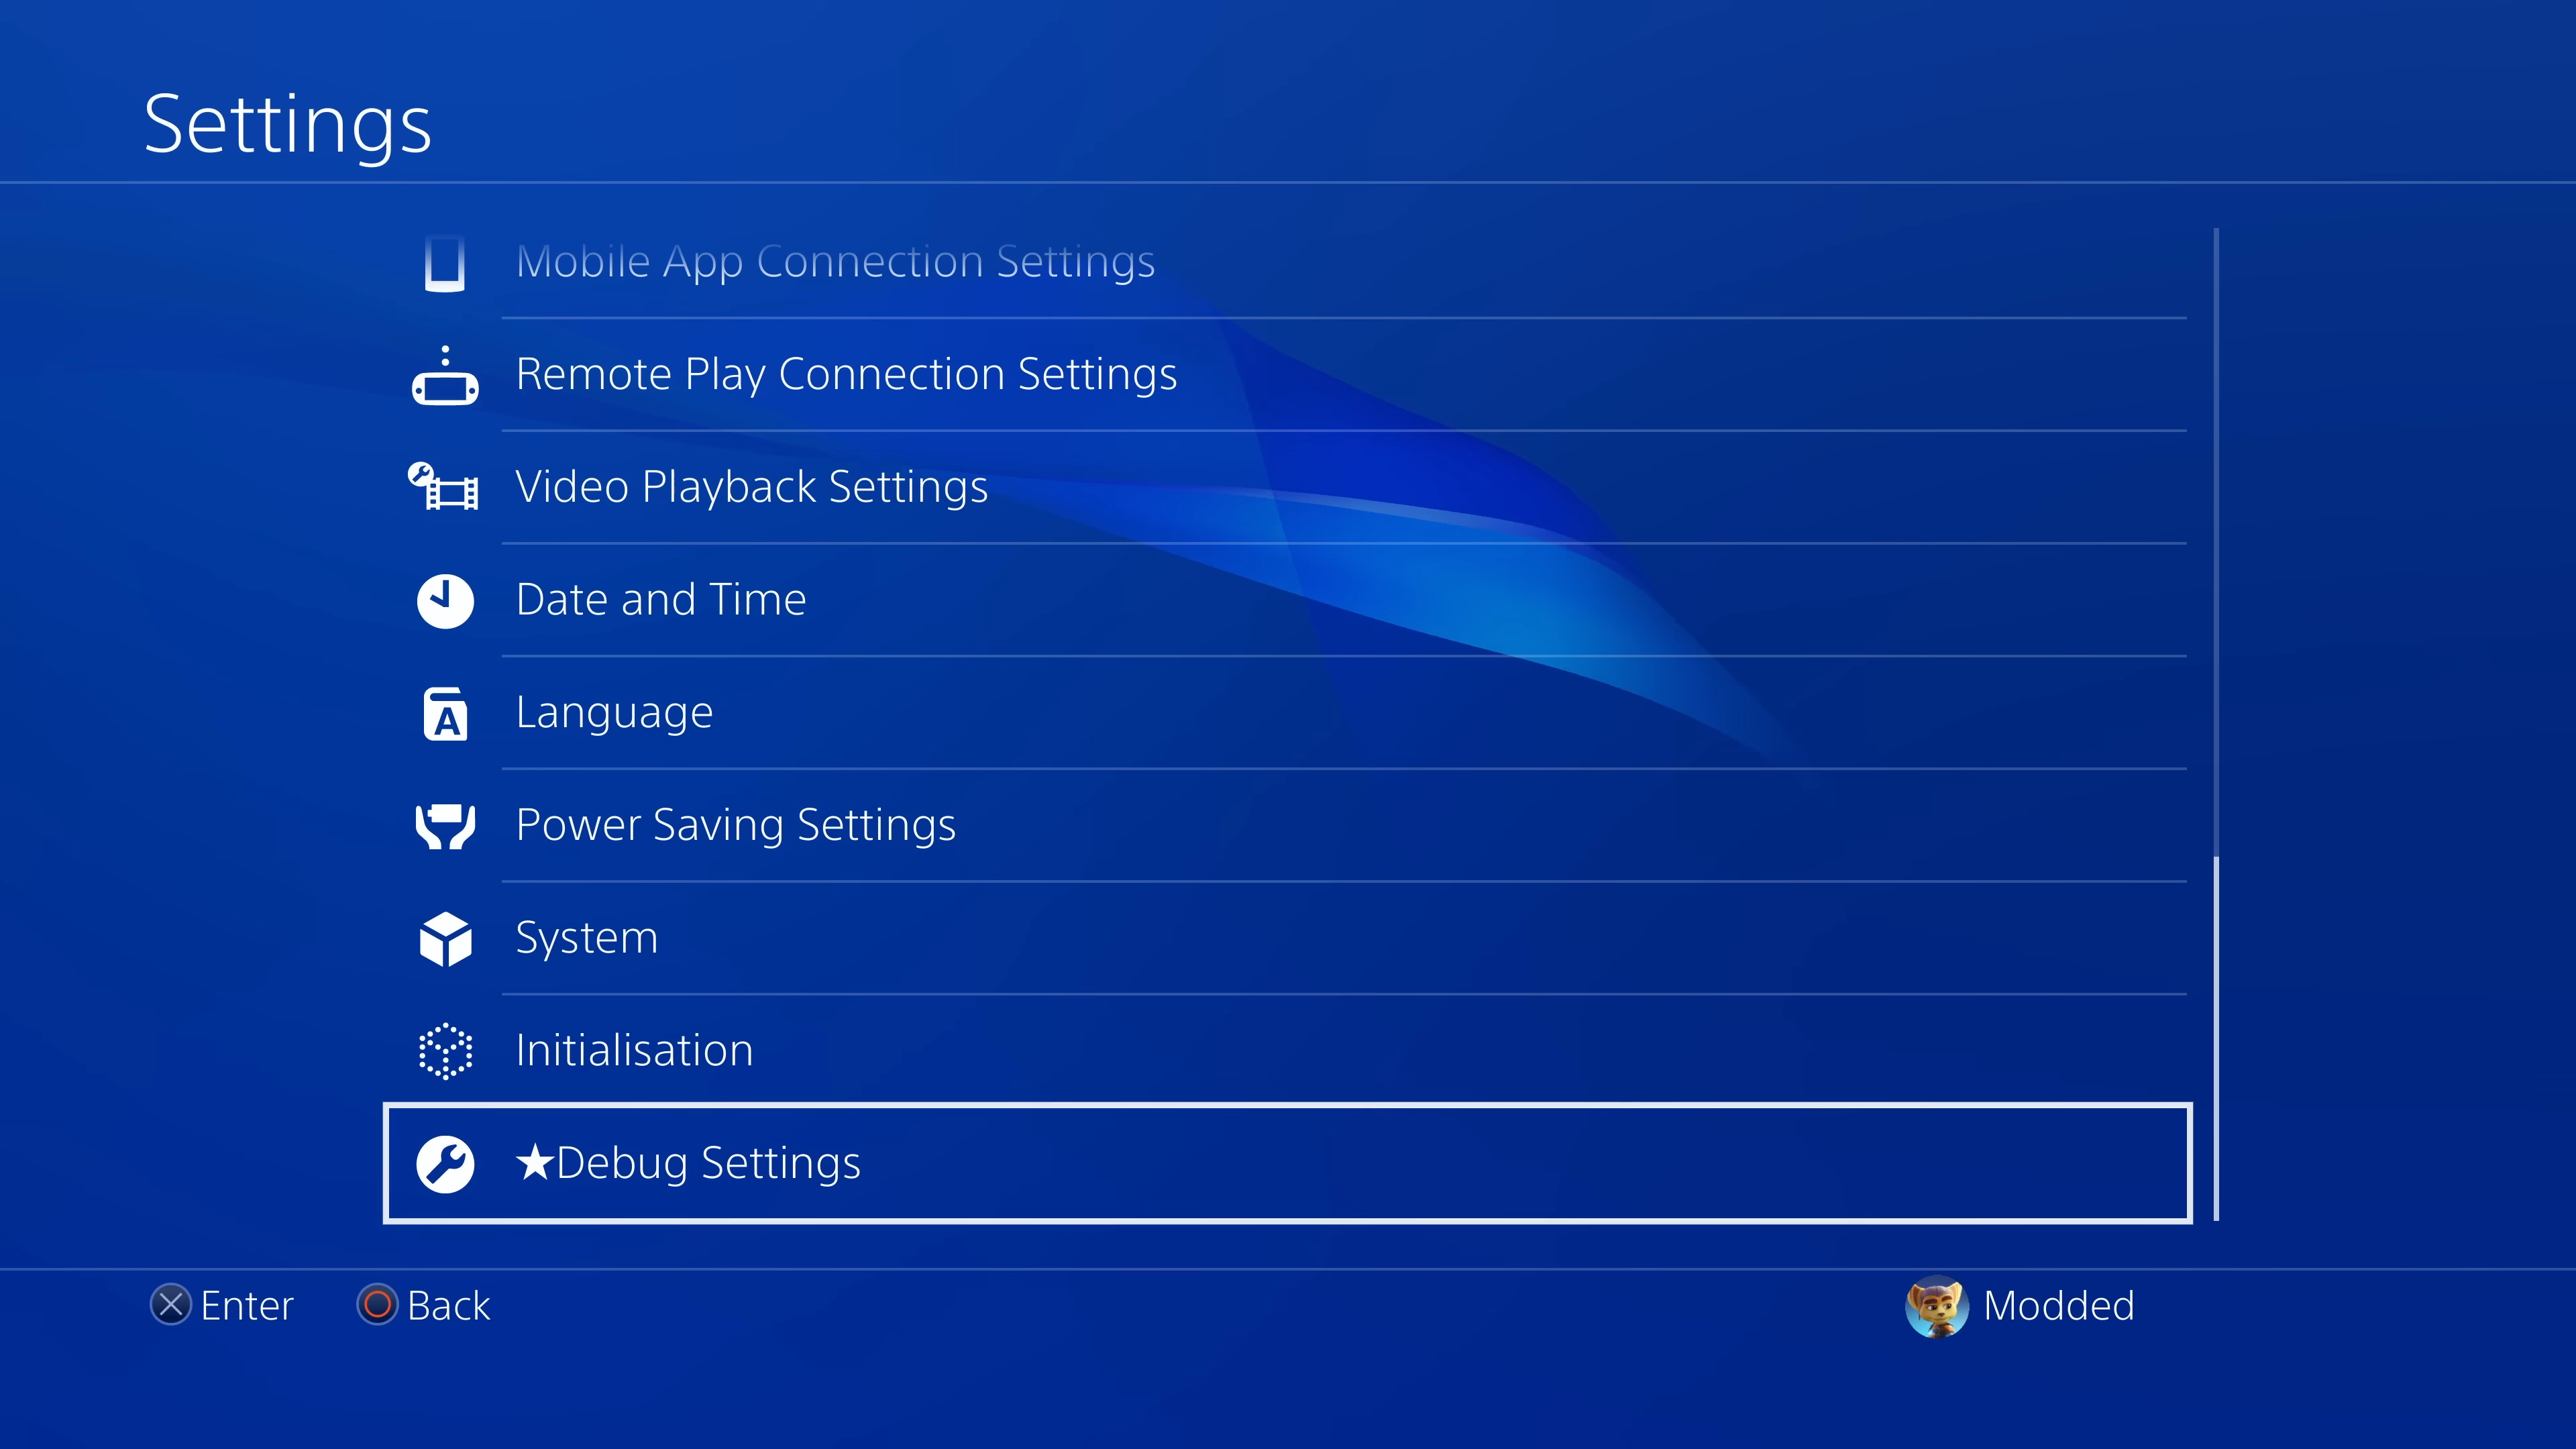 Settings
Mobile App Connection Settings
Remote Play Connection Settings
Video Playback Settings
Date and Time
A Language
Power Saving Settings
System
Initialisation
★Debug Settings
Enter Back Modded